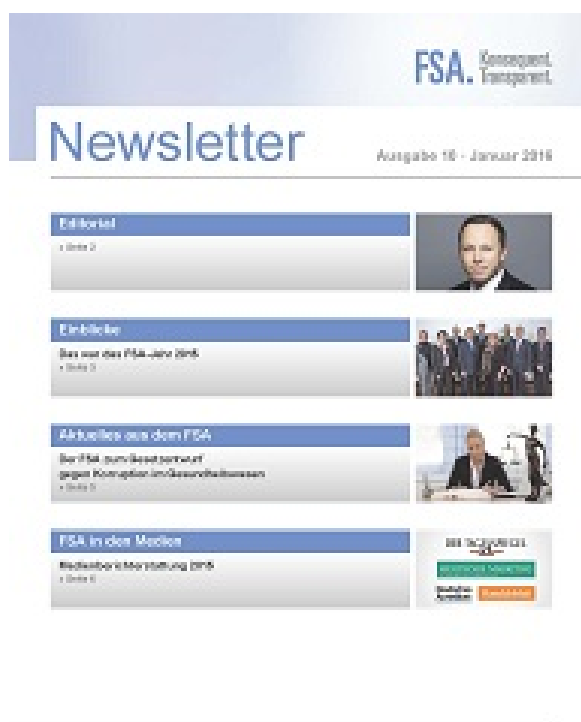 FSA. Konsequent.
Transparent.
Newsletter
Ausgabe 10 - Januar 2016
Editorial
» Seite 2
Einblicke
Das war das FSA-Jahr 2015
» Seite 3
Aktuelles aus dem FSA
Der FSA zum Gesetzentwurf
gegen Korruption im Gesundheitswesen
» Seite 5
FSA in den Medien
Medienberichterstattung 2015
» Seite 6
DER TAGESSPIEGEL
Handelsblatt